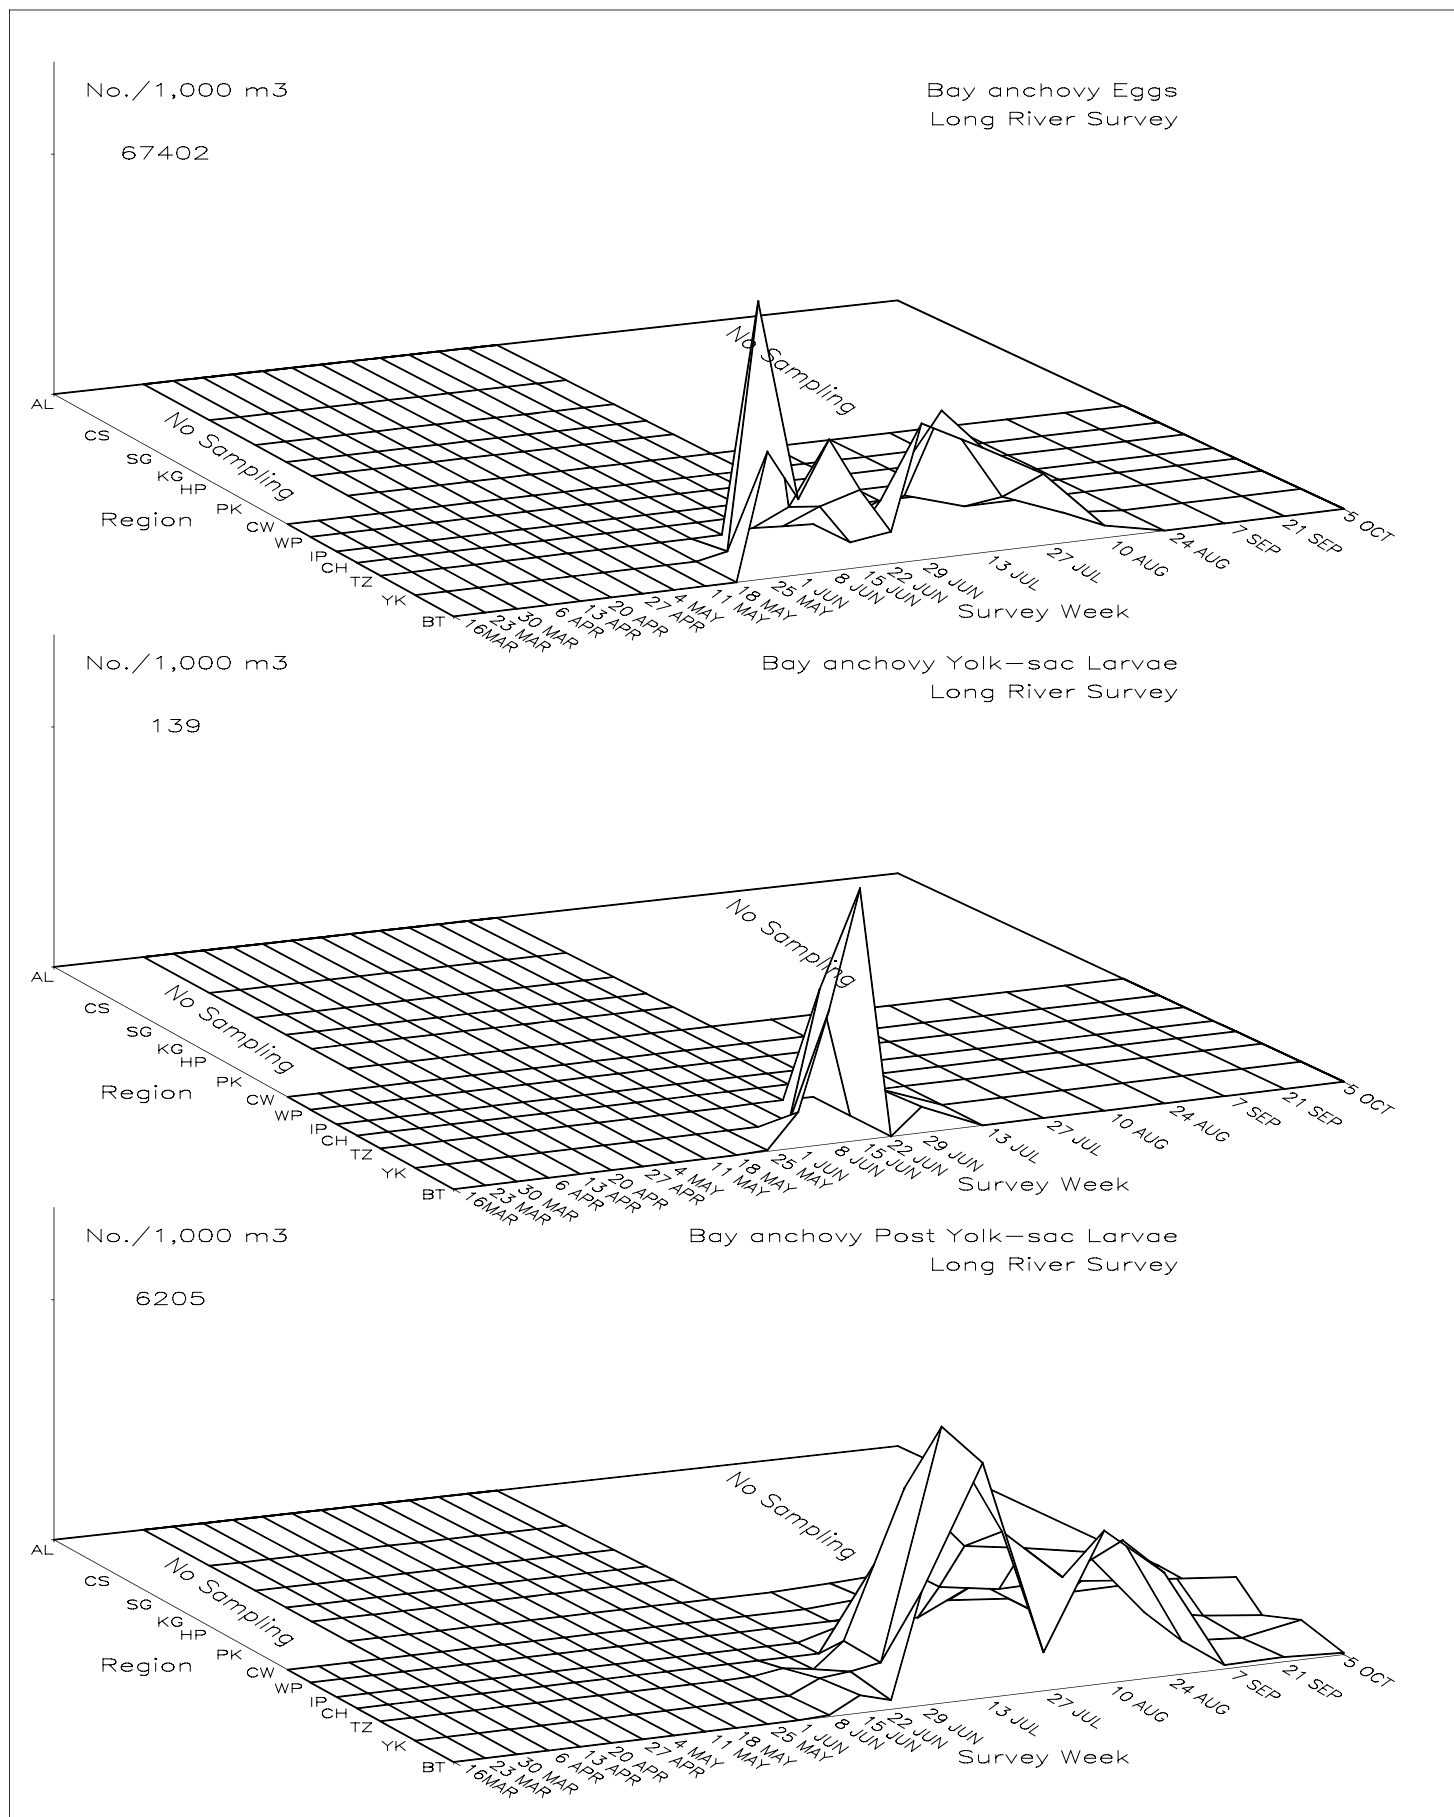 No./1,000 m3
Bay anchovy Eggs
Long River Survey
67402
No Sampling
AL
CS
SG
KG
HP
PK
CW
WP
IP
CH
TZ
YK
BT
No Sampling
Region
16MAR
23 MAR
30 MAR
6 APR
13 APR
20 APR
27 APR
4 MAY
11 MAY
18 MAY
25 MAY
1 JUN
8 JUN
15 JUN
22 JUN
29 JUN
13 JUL
27 JUL
10 AUG
24 AUG
7 SEP
21 SEP
5 OCT
Survey Week
No./1,000 m3
Bay anchovy Yolk-sac Larvae
Long River Survey
139
No Sampling
AL
CS
SG
KG
HP
PK
CW
WP
IP
CH
TZ
YK
BT
No Sampling
Region
16MAR
23 MAR
30 MAR
6 APR
13 APR
20 APR
27 APR
4 MAY
11 MAY
18 MAY
25 MAY
1 JUN
8 JUN
15 JUN
22 JUN
29 JUN
13 JUL
27 JUL
10 AUG
24 AUG
7 SEP
21 SEP
5 OCT
Survey Week
No./1,000 m3
Bay anchovy Post Yolk-sac Larvae
Long River Survey
6205
No Sampling
AL
CS
SG
KG
HP
PK
CW
WP
IP
CH
TZ
YK
BT
No Sampling
Region
16MAR
23 MAR
30 MAR
6 APR
13 APR
20 APR
27 APR
4 MAY
11 MAY
18 MAY
25 MAY
1 JUN
8 JUN
15 JUN
22 JUN
29 JUN
13 JUL
27 JUL
10 AUG
24 AUG
7 SEP
21 SEP
5 OCT
Survey Week